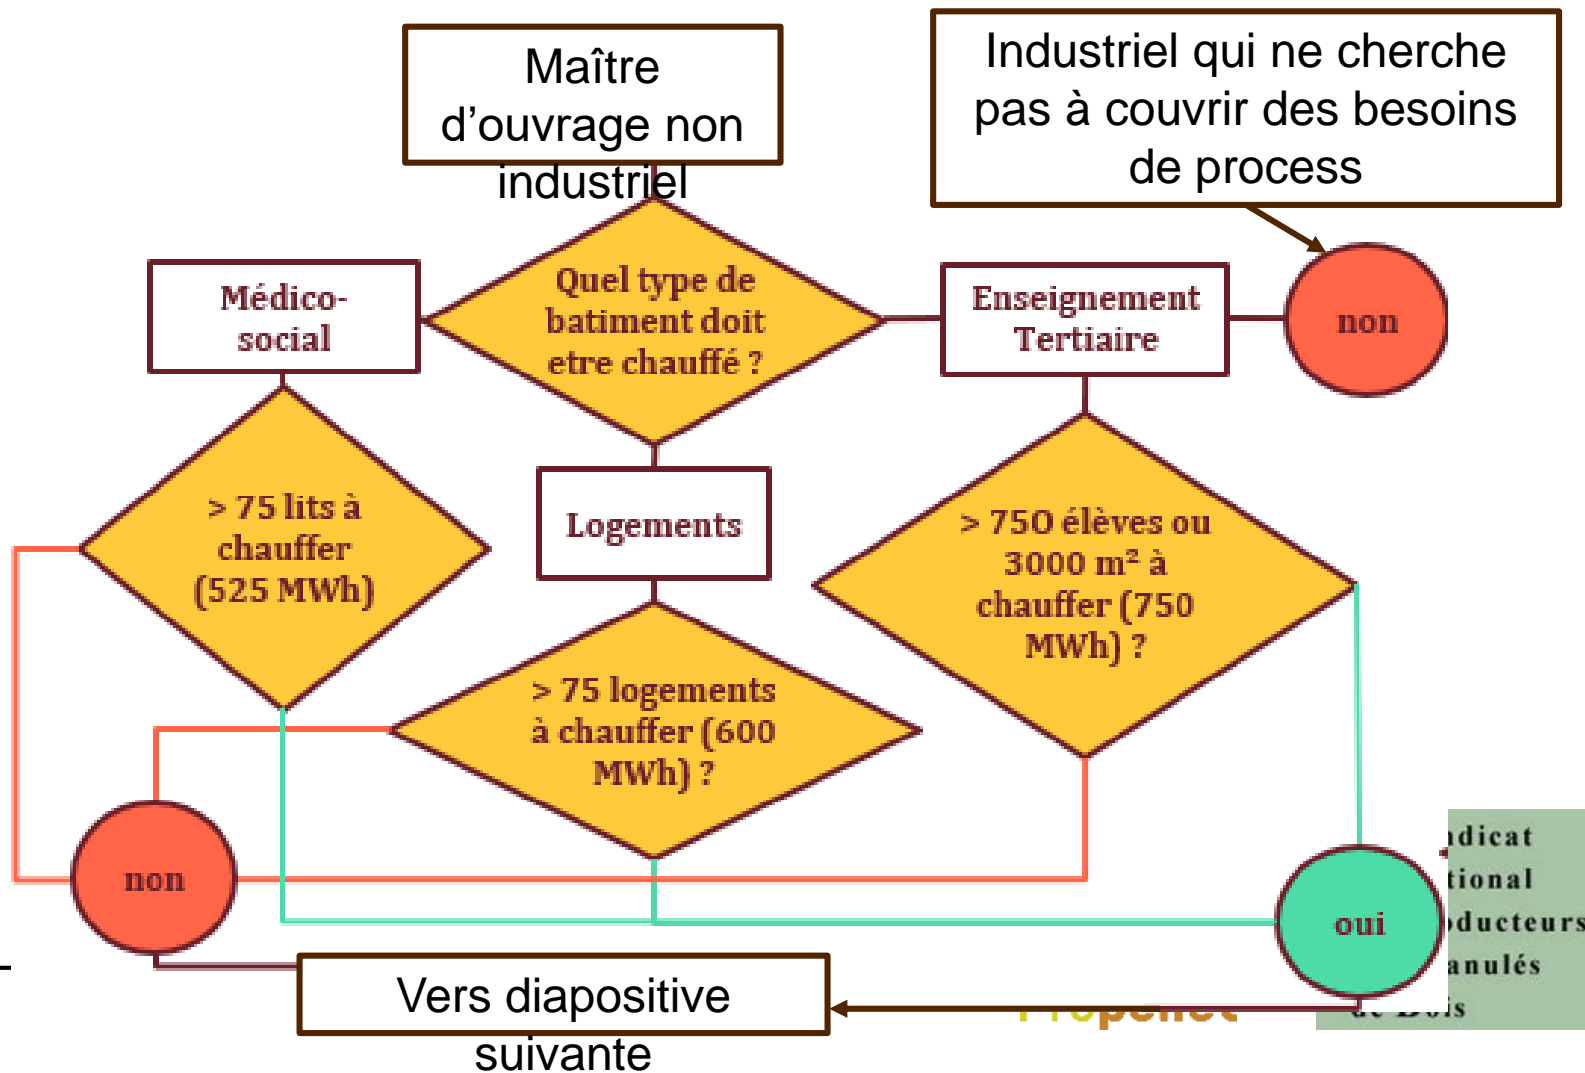 Maître
d’ouvrage non
industriel
Industriel qui ne cherche
pas à couvrir des besoins
de process
Médico-
social
Quel type de
batiment doit
etre chauffé ?
Enseignement
Tertiaire
non
> 75 lits à
chauffer
(525 MWh)
Logements
> 750 élèves ou
3000 m² à
chauffer (750
MWh) ?
> 75 logements
à chauffer (600
MWh) ?
non
oui
Vers diapositive
suivante
de Bois